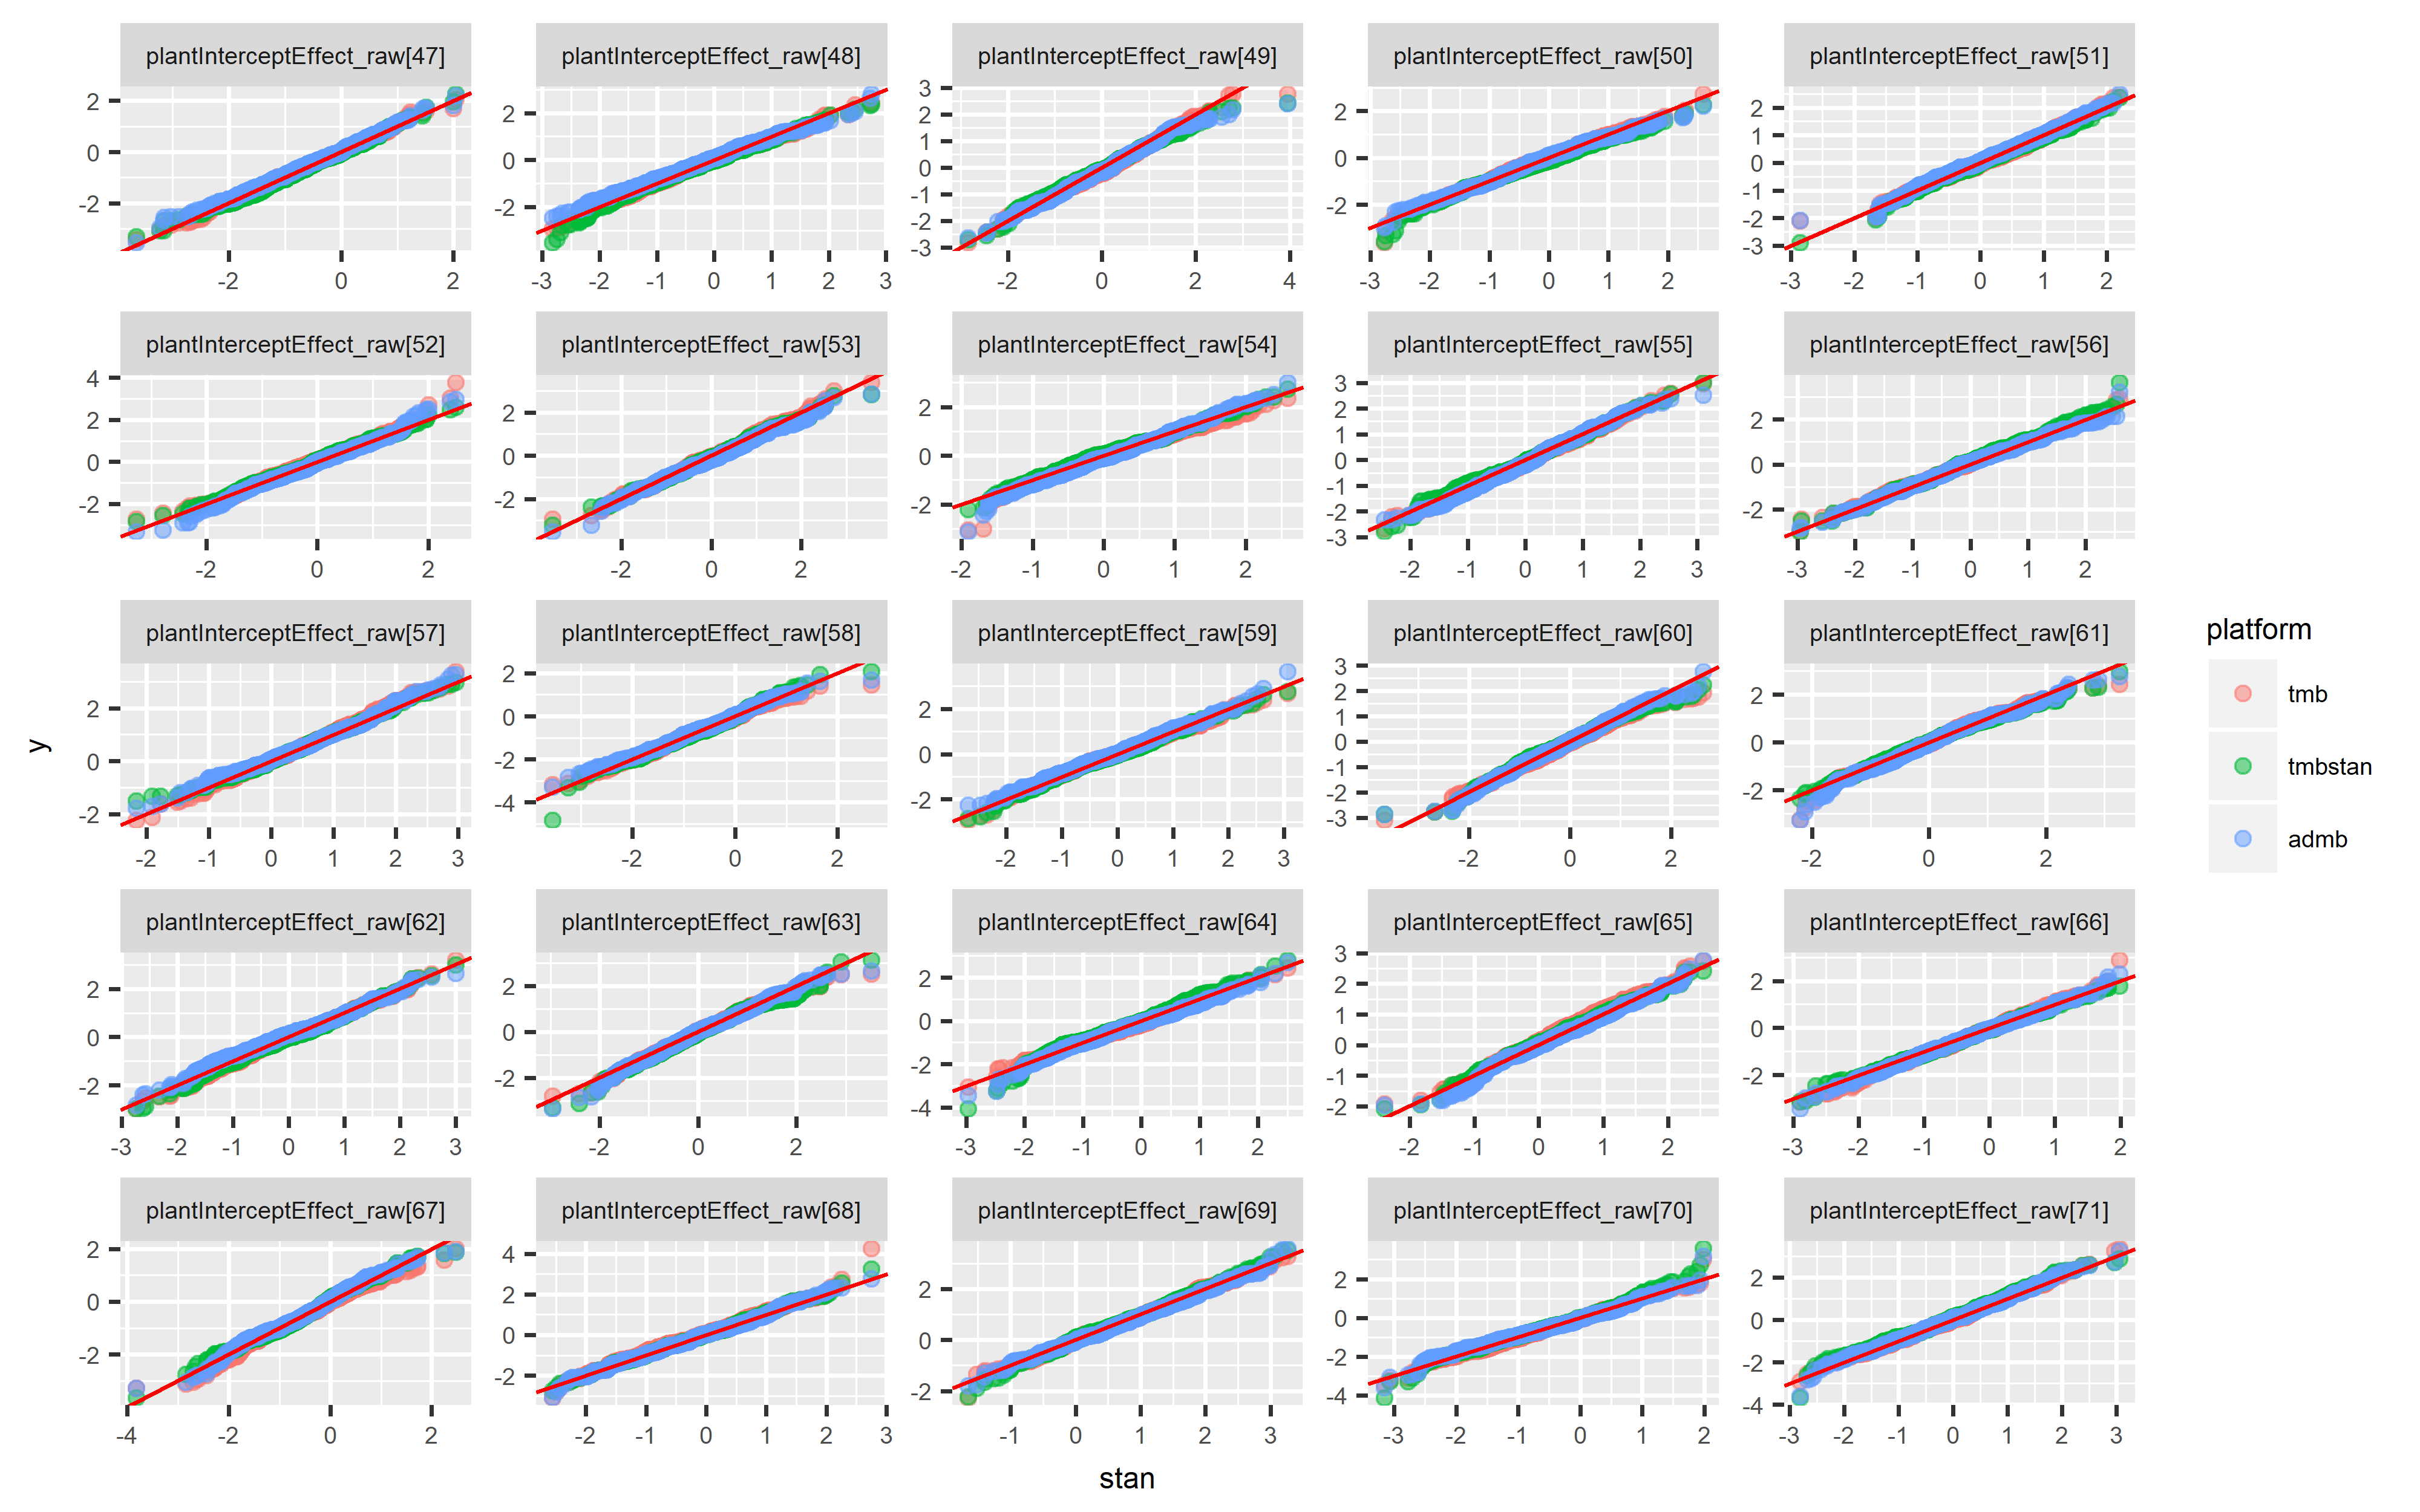 plantInterceptEffect_raw[47] plantInterceptEffect_raw[48] plantInterceptEffect_raw[49] plantInterceptEffect_raw[50] plantInterceptEffect_raw[51]
2 0 -2 2 0 -2 3 2 1 0 -1 -2 -3 2 0 -2 2 1 0 -1 -2 -3
-2 0 2 -3 -2 -1 0 1 2 3 -2 0 2 4 -3 -2 -1 0 1 2 -2 -1 0 1 2
plantInterceptEffect_raw[52] plantInterceptEffect_raw[53] plantInterceptEffect_raw[54] plantInterceptEffect_raw[55] plantInterceptEffect_raw[56]
4 2 0 -2 2 0 -2 2 0 -2 3 2 1 0 -1 -2 -3 2 0 -2
-2 0 2 -2 0 2 -2 -1 0 1 2 -2 -1 0 1 2 3 -3 -2 -1 0 1 2
plantInterceptEffect_raw[57] plantInterceptEffect_raw[58] plantInterceptEffect_raw[59] plantInterceptEffect_raw[60] plantInterceptEffect_raw[61]
2 0 -2 2 0 -2 -4 2 0 -2 3 2 1 0 -1 -2 -3 2 0 -2
-2 -1 0 1 2 3 -2 0 2 -2 -1 0 1 2 3 -2 0 2 -2 0 2
plantInterceptEffect_raw[62] plantInterceptEffect_raw[63] plantInterceptEffect_raw[64] plantInterceptEffect_raw[65] plantInterceptEffect_raw[66]
2 0 -2 2 0 -2 2 0 -2 -4 3 2 1 0 -1 -2 2 0 -2
-3 -2 -1 0 1 2 3 -2 0 2 -3 -2 -1 0 1 2 -2 -1 0 1 2 -3 -2 -1 0 1 2
plantInterceptEffect_raw[67] plantInterceptEffect_raw[68] plantInterceptEffect_raw[69] plantInterceptEffect_raw[70] plantInterceptEffect_raw[71]
2 0 -2 4 2 0 -2 2 0 -2 2 0 -2 -4 2 0 -2 -4
-4 -2 0 2 -2 -1 0 1 2 3 -1 0 1 2 3 -3 -2 -1 0 1 2 -3 -2 -1 0 1 2 3
y
stan
platform
tmb
tmbstan
admb